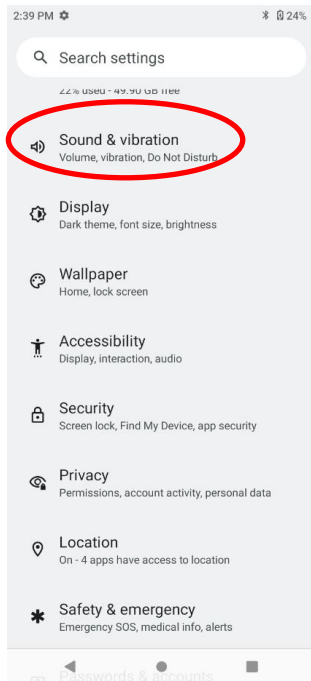 2:39 PM 24%
Search settings
22% used - 49.90 GB free
Sound & vibration
Volume, vibration, Do Not Disturb
Display
Dark theme, font size, brightness
Wallpaper
Home, lock screen
Accessibility
Display, interaction, audio
Security
Screen lock, Find My Device, app security
Privacy
Permissions, account activity, personal data
Location
On - 4 apps have access to location
Safety & emergency
Emergency SOS, medical info, alerts
Passwords & accounts